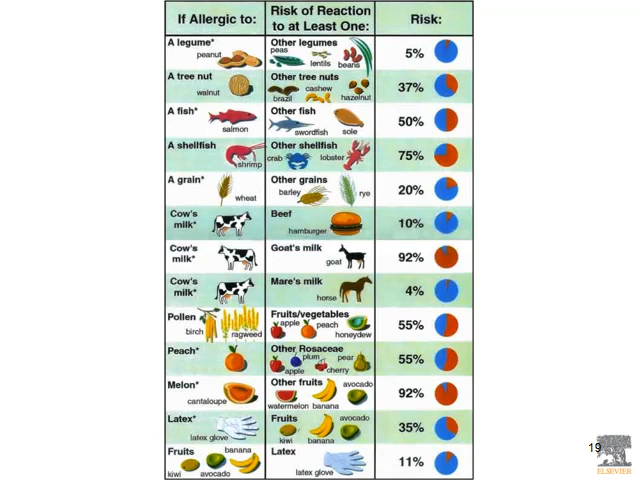 If Allergic to:
Risk of Reaction
to at Least One:
Risk:
A legume*
peanut
Other legumes
peas
lentils
beans
5%
A tree nut
walnut
Other tree nuts
brazil
cashew
hazelnut
37%
A fish*
salmon
Other fish
swordfish
sole
50%
A shellfish
shrimp
Other shellfish
crab
lobster
75%
A grain*
wheat
Other grains
barley
rye
20%
Cow's
milk*
Beef
hamburger
10%
Cow's
milk*
Goat's milk
goat
92%
Cow's
milk*
Mare's milk
horse
4%
Pollen
birch
ragweed
Fruits/vegetables
apple
peach
honeydew
55%
Peach*
Other Rosaceae
apple
plum
cherry
pear
55%
Melon*
cantaloupe
Other fruits
watermelon
banana
avocado
92%
Latex*
latex glove
Fruits
kiwi
banana
avocado
35%
Fruits
kiwi
avocado
banana
Latex
latex glove
11%
19
ELSEVIER